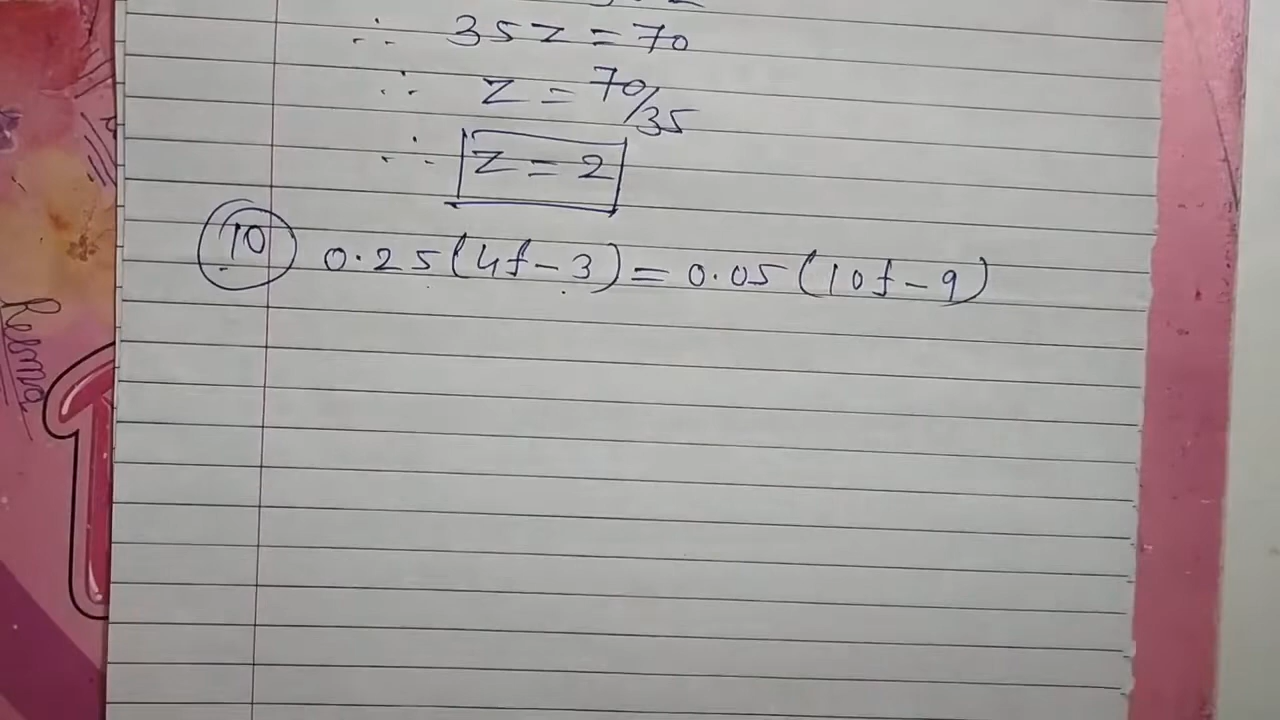 ∴ 35z = 70
∴ z = 70/35
∴ z = 2
10 0.25(4f-3) = 0.05(10f-9)